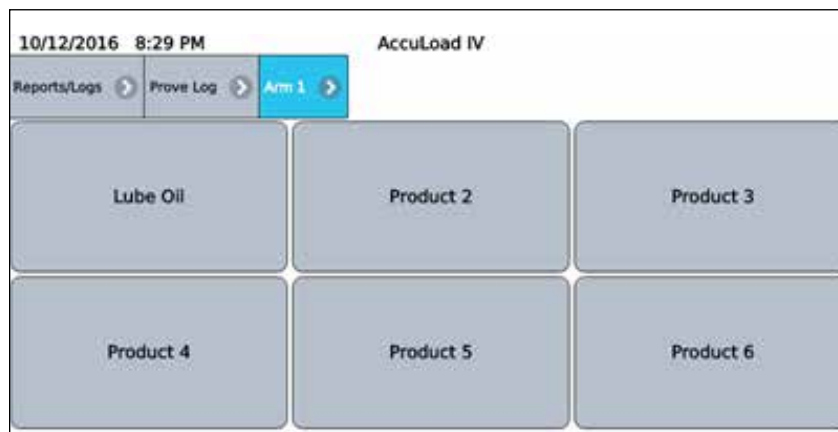 10/12/2016 8:29 PM AccuLoad IV
Reports/Logs Prove Log Arm 1
Lube Oil Product 2 Product 3
Product 4 Product 5 Product 6